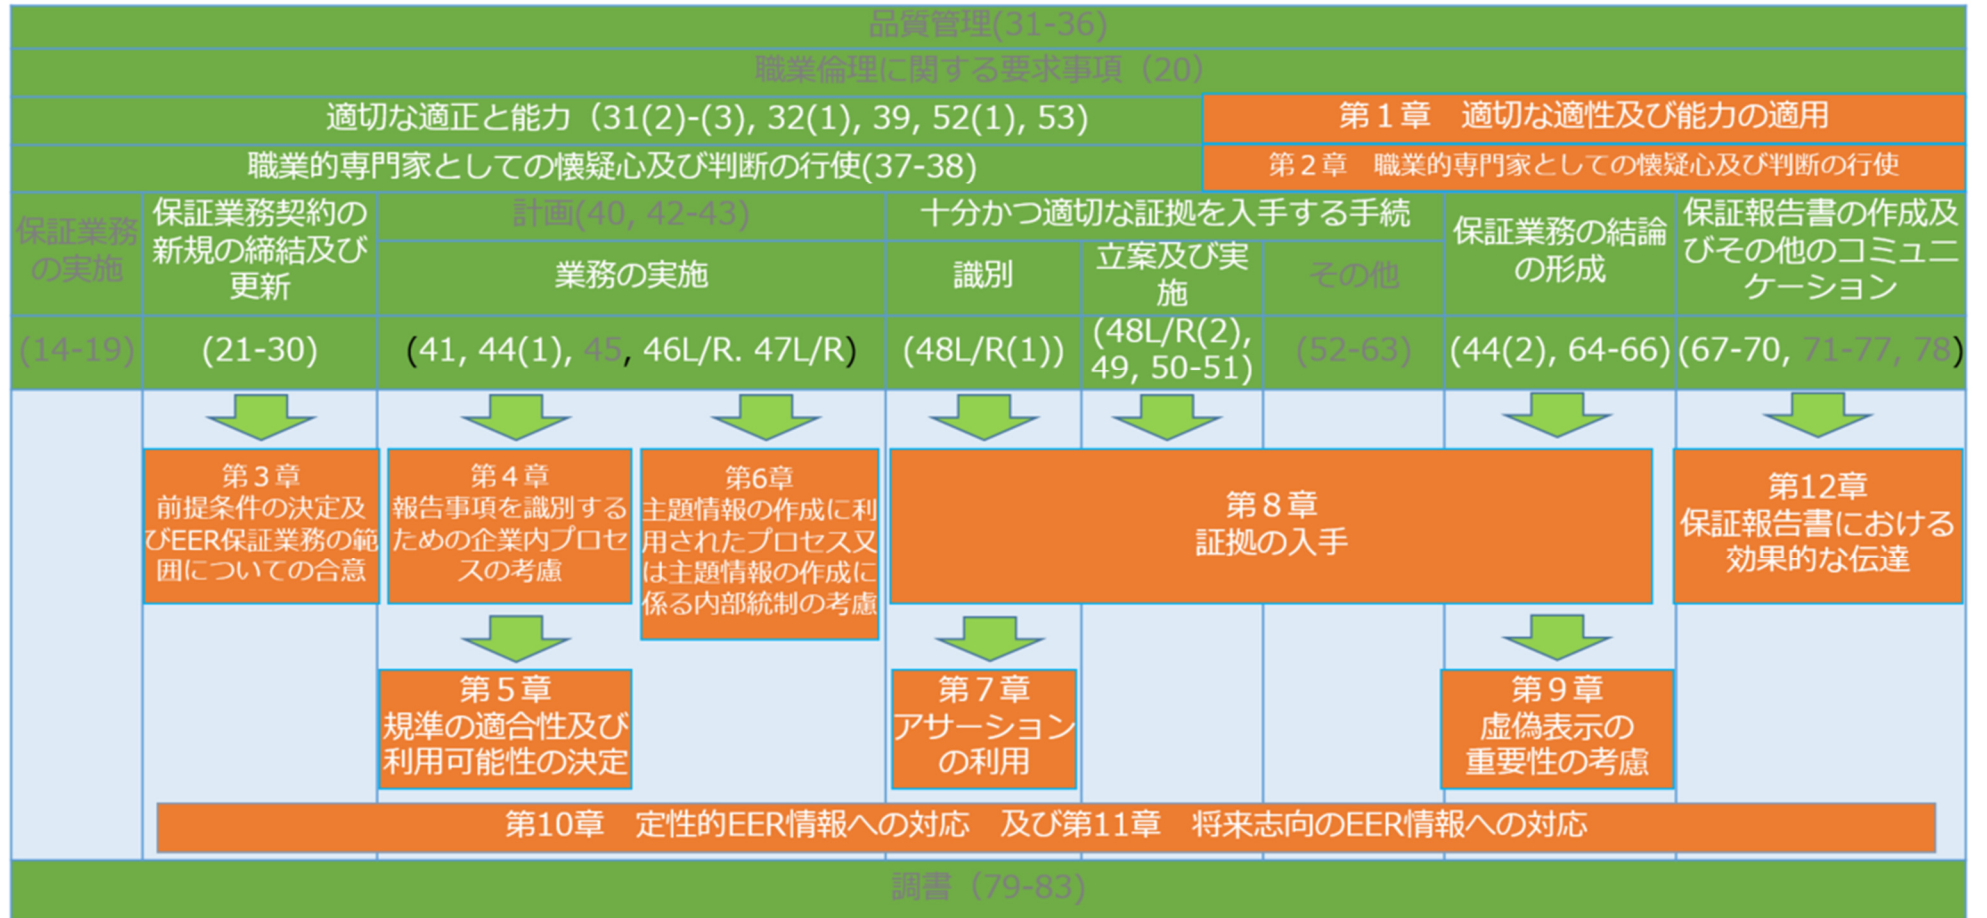 品質管理(31-36)
職業倫理に関する要求事項（20）
適切な適正と能力（31(2)-(3), 32(1), 39, 52(1), 53)
第１章　適切な適性及び能力の適用
職業的専門家としての懐疑心及び判断の行使(37-38)
第２章　職業的専門家としての懐疑心及び判断の行使
保証業務
の実施
保証業務契約の
新規の締結及び
更新
計画(40, 42-43)
業務の実施
十分かつ適切な証拠を入手する手続
識別
立案及び実
施
その他
保証業務の結論
の形成
保証報告書の作成及
びその他のコミュニ
ケーション
(14-19)
(21-30)
(41, 44(1), 45, 46L/R. 47L/R)
(48L/R(1))
(48L/R(2),
49, 50-51)
(52-63)
(44(2), 64-66)
(67-70, 71-77, 78)
第３章
前提条件の決定及
びEER保証業務の範
囲についての合意
第４章
報告事項を識別する
ための企業内プロセ
スの考慮
第6章
主題情報の作成に利
用されたプロセス又
は主題情報の作成に
係る内部統制の考慮
第８章
証拠の入手
第12章
保証報告書における
効果的な伝達
第５章
規準の適合性及び
利用可能性の決定
第７章
アサーション
の利用
第９章
虚偽表示の
重要性の考慮
第10章　定性的EER情報への対応　及び第11章　将来志向のEER情報への対応
調書（79-83)